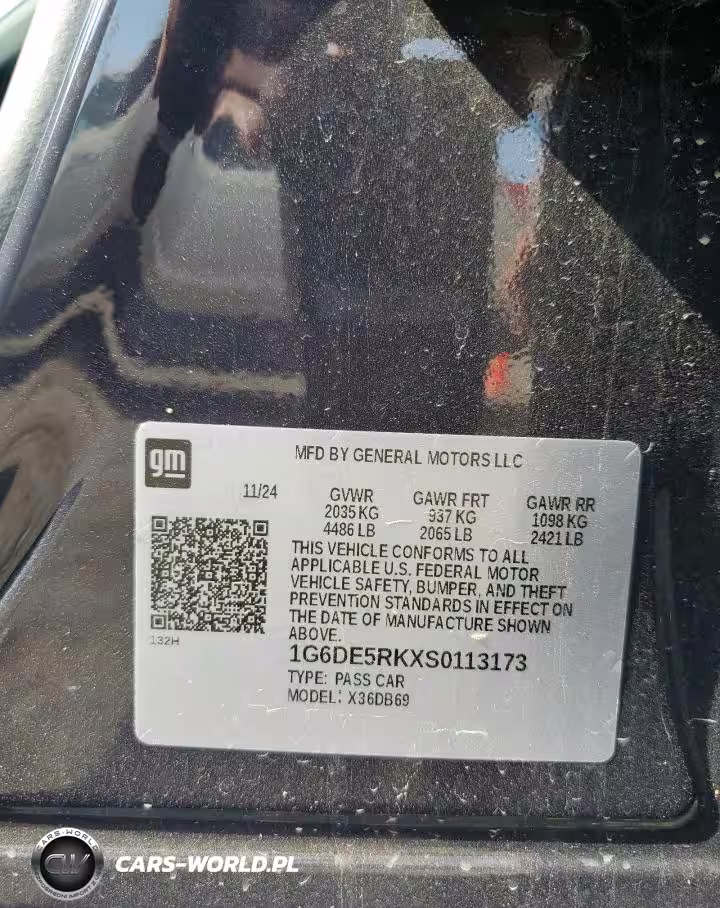 gm
MFD BY GENERAL MOTORS LLC
11/24
GVWR
2035 KG
4486 LB
GAWR FRT
937 KG
2065 LB
GAWR RR
1098 KG
2421 LB
THIS VEHICLE CONFORMS TO ALL
APPLICABLE U.S. FEDERAL MOTOR
VEHICLE SAFETY, BUMPER, AND THEFT
PREVENTION STANDARDS IN EFFECT ON
THE DATE OF MANUFACTURE SHOWN
ABOVE.
132H
1G6DE5RKXS0113173
TYPE: PASS CAR
MODEL: X36DB69
CARS-WORLD
CW
CARS-WORLD.PL